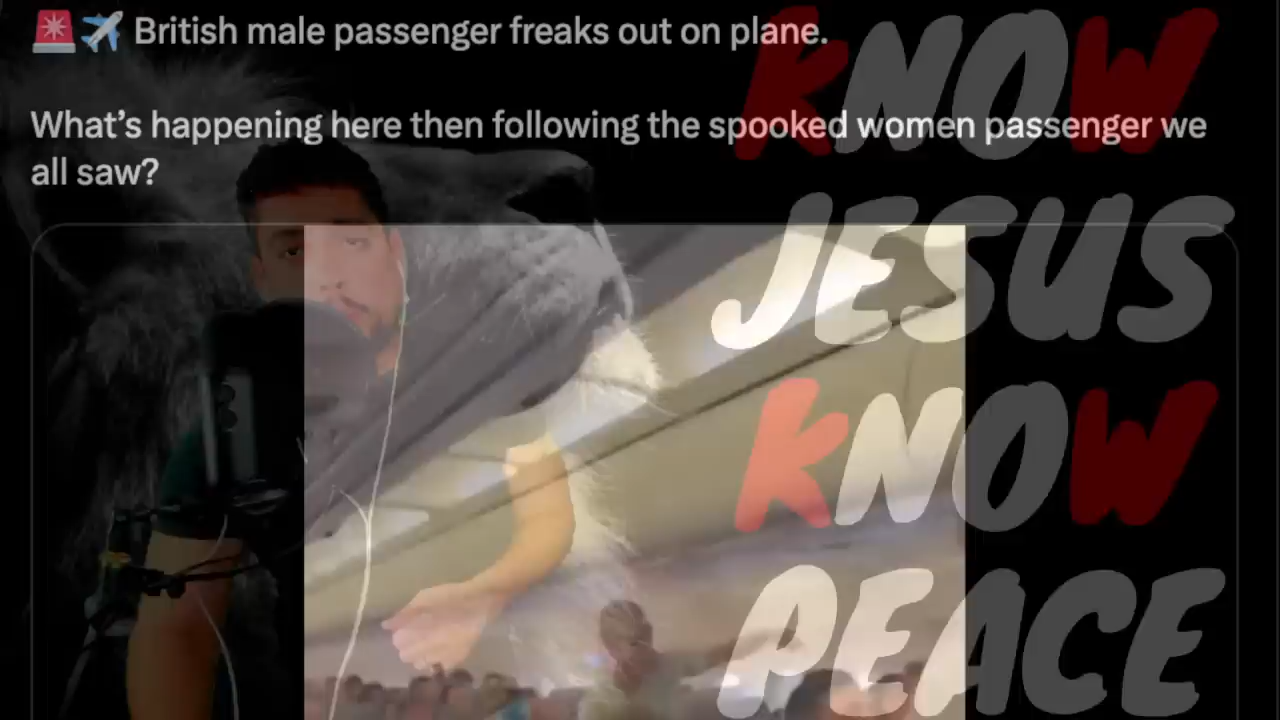 🚨✈️ British male passenger freaks out on plane.
What's happening here then following the spooked women passenger we
all saw?
KNOW
JESUS
KNOW
PEACE